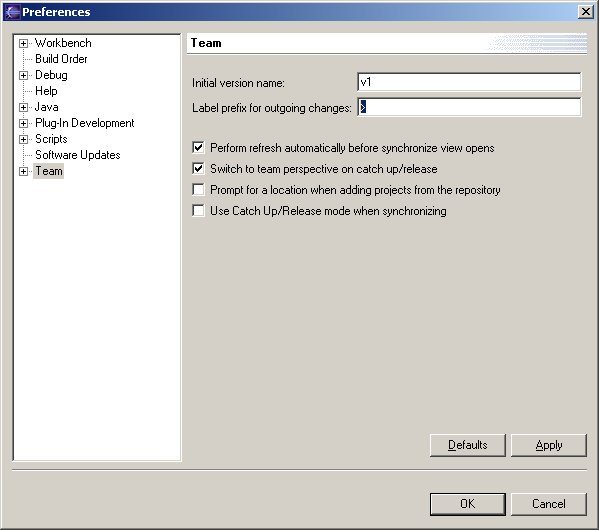 Preferences
Workbench
Build Order
Debug
Help
Java
Plug-In Development
Scripts
Software Updates
Team
Team
Initial version name: v1
Label prefix for outgoing changes: >
Perform refresh automatically before synchronize view opens
Switch to team perspective on catch up/release
Prompt for a location when adding projects from the repository
Use Catch Up/Release mode when synchronizing
Defaults Apply
OK Cancel